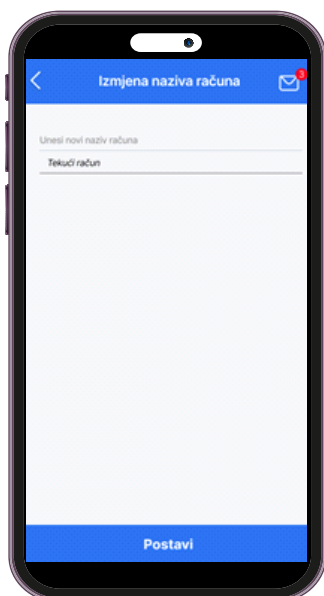 Izmjena naziva računa
3
Unesi novi naziv računa
Tekući račun
Postavi